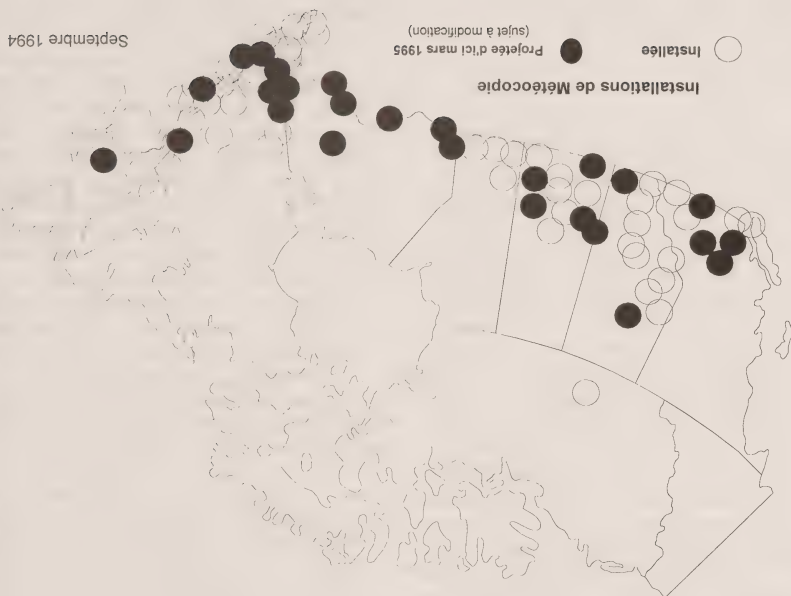 Installations de Météocopie
Installée
Projetée d'ici mars 1995
(sujet à modification)
Septembre 1994